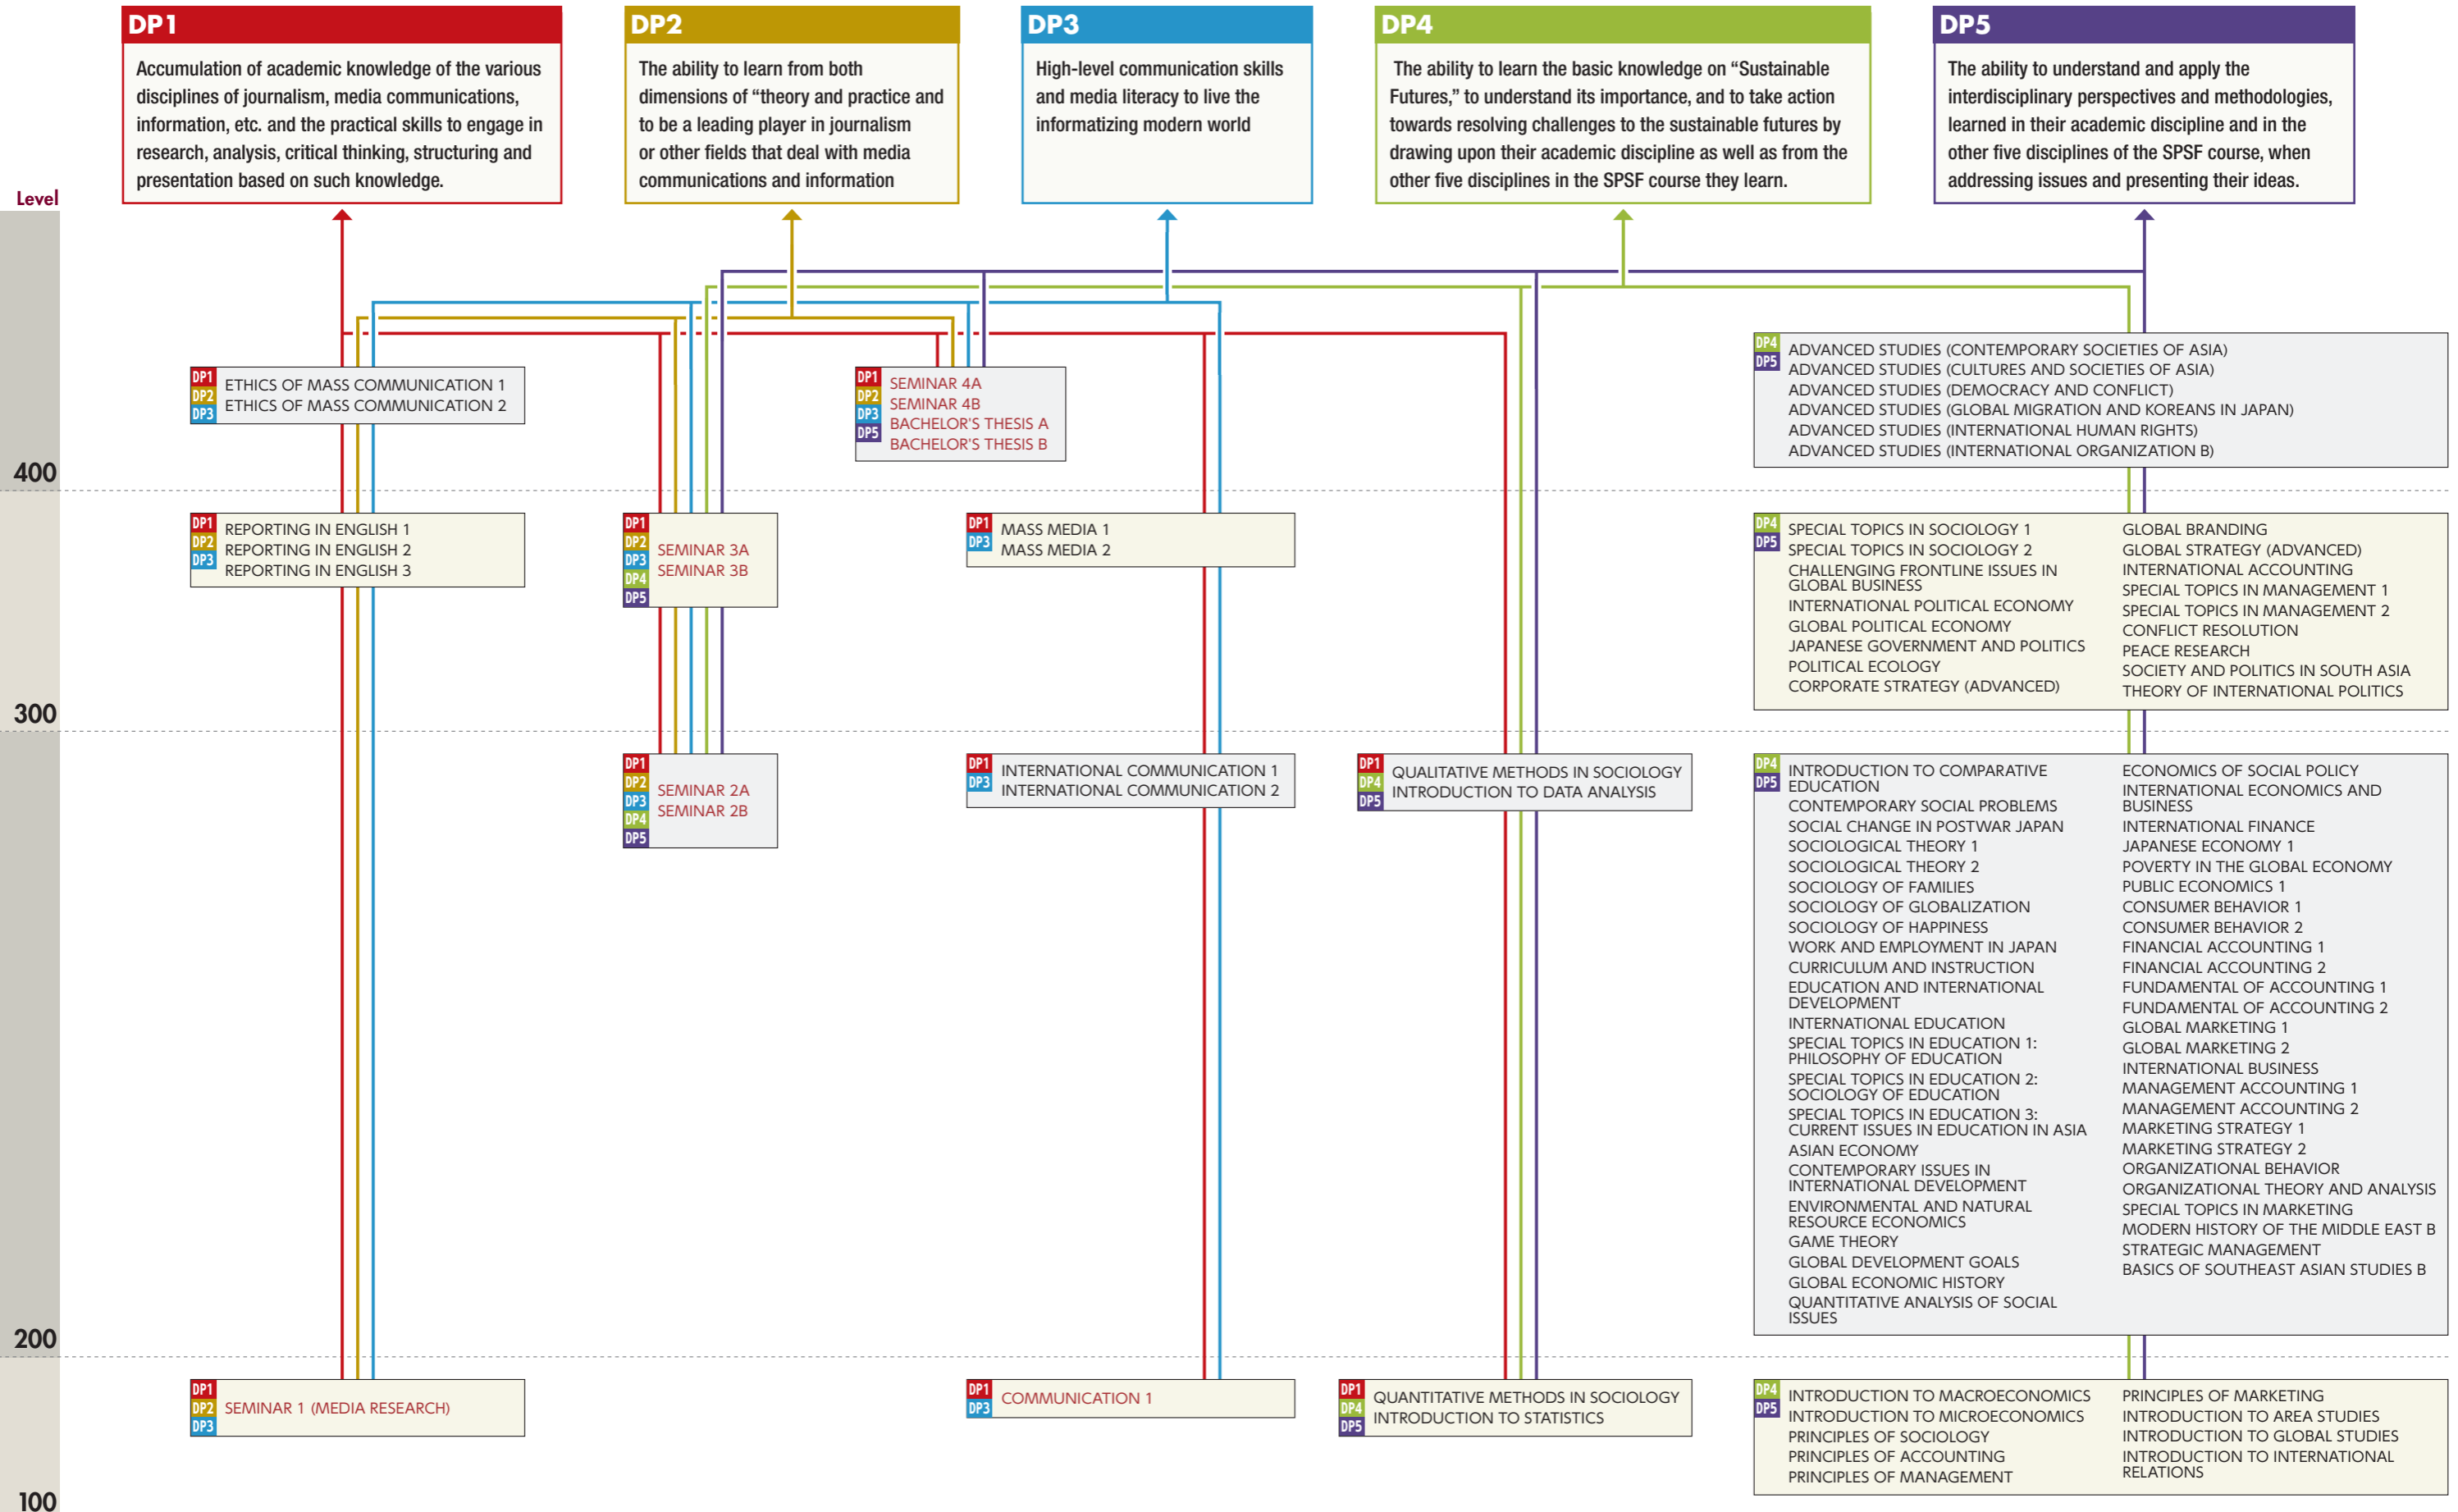 DP1
Accumulation of academic knowledge of the various
disciplines of journalism, media communications,
information, etc. and the practical skills to engage in
research, analysis, critical thinking, structuring and
presentation based on such knowledge.
DP2
The ability to learn from both
dimensions of “theory and practice and
to be a leading player in journalism
or other fields that deal with media
communications and information
DP3
High-level communication skills
and media literacy to live the
informatizing modern world
DP4
The ability to learn the basic knowledge on “Sustainable
Futures,” to understand its importance, and to take action
towards resolving challenges to the sustainable futures by
drawing upon their academic discipline as well as from the
other five disciplines in the SPSF course they learn.
DP5
The ability to understand and apply the
interdisciplinary perspectives and methodologies,
learned in their academic discipline and in the
other five disciplines of the SPSF course, when
addressing issues and presenting their ideas.
Level
DP1
DP2
DP3
ETHICS OF MASS COMMUNICATION 1
ETHICS OF MASS COMMUNICATION 2
DP1
DP2
DP3
DP5
SEMINAR 4A
SEMINAR 4B
BACHELOR'S THESIS A
BACHELOR'S THESIS B
DP4
DP5
ADVANCED STUDIES (CONTEMPORARY SOCIETIES OF ASIA)
ADVANCED STUDIES (CULTURES AND SOCIETIES OF ASIA)
ADVANCED STUDIES (DEMOCRACY AND CONFLICT)
ADVANCED STUDIES (GLOBAL MIGRATION AND KOREANS IN JAPAN)
ADVANCED STUDIES (INTERNATIONAL HUMAN RIGHTS)
ADVANCED STUDIES (INTERNATIONAL ORGANIZATION B)
400
DP1
DP2
DP3
REPORTING IN ENGLISH 1
REPORTING IN ENGLISH 2
REPORTING IN ENGLISH 3
DP1
DP2
DP3
DP4
DP5
SEMINAR 3A
SEMINAR 3B
DP1
DP3
MASS MEDIA 1
MASS MEDIA 2
DP4
DP5
SPECIAL TOPICS IN SOCIOLOGY 1
SPECIAL TOPICS IN SOCIOLOGY 2
CHALLENGING FRONTLINE ISSUES IN
GLOBAL BUSINESS
INTERNATIONAL POLITICAL ECONOMY
GLOBAL POLITICAL ECONOMY
JAPANESE GOVERNMENT AND POLITICS
POLITICAL ECOLOGY
CORPORATE STRATEGY (ADVANCED)
GLOBAL BRANDING
GLOBAL STRATEGY (ADVANCED)
INTERNATIONAL ACCOUNTING
SPECIAL TOPICS IN MANAGEMENT 1
SPECIAL TOPICS IN MANAGEMENT 2
CONFLICT RESOLUTION
PEACE RESEARCH
SOCIETY AND POLITICS IN SOUTH ASIA
THEORY OF INTERNATIONAL POLITICS
300
DP1
DP2
DP3
DP4
DP5
SEMINAR 2A
SEMINAR 2B
DP1
DP3
INTERNATIONAL COMMUNICATION 1
INTERNATIONAL COMMUNICATION 2
DP1
DP4
DP5
QUALITATIVE METHODS IN SOCIOLOGY
INTRODUCTION TO DATA ANALYSIS
DP4
DP5
INTRODUCTION TO COMPARATIVE
EDUCATION
CONTEMPORARY SOCIAL PROBLEMS
SOCIAL CHANGE IN POSTWAR JAPAN
SOCIOLOGICAL THEORY 1
SOCIOLOGICAL THEORY 2
SOCIOLOGY OF FAMILIES
SOCIOLOGY OF GLOBALIZATION
SOCIOLOGY OF HAPPINESS
WORK AND EMPLOYMENT IN JAPAN
CURRICULUM AND INSTRUCTION
EDUCATION AND INTERNATIONAL
DEVELOPMENT
INTERNATIONAL EDUCATION
SPECIAL TOPICS IN EDUCATION 1:
PHILOSOPHY OF EDUCATION
SPECIAL TOPICS IN EDUCATION 2:
SOCIOLOGY OF EDUCATION
SPECIAL TOPICS IN EDUCATION 3:
CURRENT ISSUES IN EDUCATION IN ASIA
ASIAN ECONOMY
CONTEMPORARY ISSUES IN
INTERNATIONAL DEVELOPMENT
ENVIRONMENTAL AND NATURAL
RESOURCE ECONOMICS
GAME THEORY
GLOBAL DEVELOPMENT GOALS
GLOBAL ECONOMIC HISTORY
QUANTITATIVE ANALYSIS OF SOCIAL
ISSUES
ECONOMICS OF SOCIAL POLICY
INTERNATIONAL ECONOMICS AND
BUSINESS
INTERNATIONAL FINANCE
JAPANESE ECONOMY 1
POVERTY IN THE GLOBAL ECONOMY
PUBLIC ECONOMICS 1
CONSUMER BEHAVIOR 1
CONSUMER BEHAVIOR 2
FINANCIAL ACCOUNTING 1
FINANCIAL ACCOUNTING 2
FUNDAMENTAL OF ACCOUNTING 1
FUNDAMENTAL OF ACCOUNTING 2
GLOBAL MARKETING 1
GLOBAL MARKETING 2
INTERNATIONAL BUSINESS
MANAGEMENT ACCOUNTING 1
MANAGEMENT ACCOUNTING 2
MARKETING STRATEGY 1
MARKETING STRATEGY 2
ORGANIZATIONAL BEHAVIOR
ORGANIZATIONAL THEORY AND ANALYSIS
SPECIAL TOPICS IN MARKETING
MODERN HISTORY OF THE MIDDLE EAST B
STRATEGIC MANAGEMENT
BASICS OF SOUTHEAST ASIAN STUDIES B
200
DP1
DP2
DP3
SEMINAR 1 (MEDIA RESEARCH)
DP1
DP3
COMMUNICATION 1
DP1
DP4
DP5
QUANTITATIVE METHODS IN SOCIOLOGY
INTRODUCTION TO STATISTICS
DP4
DP5
INTRODUCTION TO MACROECONOMICS
INTRODUCTION TO MICROECONOMICS
PRINCIPLES OF SOCIOLOGY
PRINCIPLES OF ACCOUNTING
PRINCIPLES OF MANAGEMENT
PRINCIPLES OF MARKETING
INTRODUCTION TO AREA STUDIES
INTRODUCTION TO GLOBAL STUDIES
INTRODUCTION TO INTERNATIONAL
RELATIONS
100